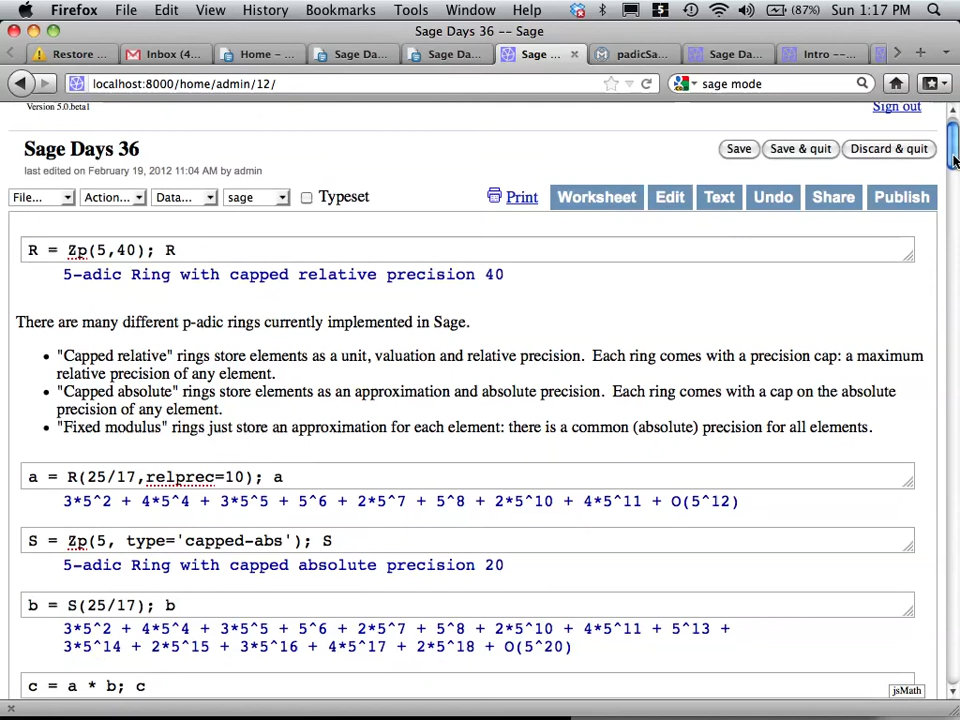 Firefox File Edit View History Bookmarks Tools Window Help (87%) Sun 1:17 PM
Sage Days 36 -- Sage
Restore ... Inbox (4... Home – ... Sage Da... Sage Da... Sage ... padicSa... Sage Da... Intro --...
localhost:8000/home/admin/12/ sage mode
Version 5.0.beta1 Sign out
Sage Days 36 Save Save & quit Discard & quit
last edited on February 19, 2012 11:04 AM by admin
File... Action... Data... sage Typeset Print Worksheet Edit Text Undo Share Publish
R = Zp(5,40); R
5-adic Ring with capped relative precision 40
There are many different p-adic rings currently implemented in Sage.
• "Capped relative" rings store elements as a unit, valuation and relative precision. Each ring comes with a precision cap: a maximum
relative precision of any element.
• "Capped absolute" rings store elements as an approximation and absolute precision. Each ring comes with a cap on the absolute
precision of any element.
• "Fixed modulus" rings just store an approximation for each element: there is a common (absolute) precision for all elements.
a = R(25/17,relprec=10); a
3*5^2 + 4*5^4 + 3*5^5 + 5^6 + 2*5^7 + 5^8 + 2*5^10 + 4*5^11 + O(5^12)
S = Zp(5, type='capped-abs'); S
5-adic Ring with capped absolute precision 20
b = S(25/17); b
3*5^2 + 4*5^4 + 3*5^5 + 5^6 + 2*5^7 + 5^8 + 2*5^10 + 4*5^11 + 5^13 +
3*5^14 + 2*5^15 + 3*5^16 + 4*5^17 + 2*5^18 + O(5^20)
c = a * b; c
jsMath